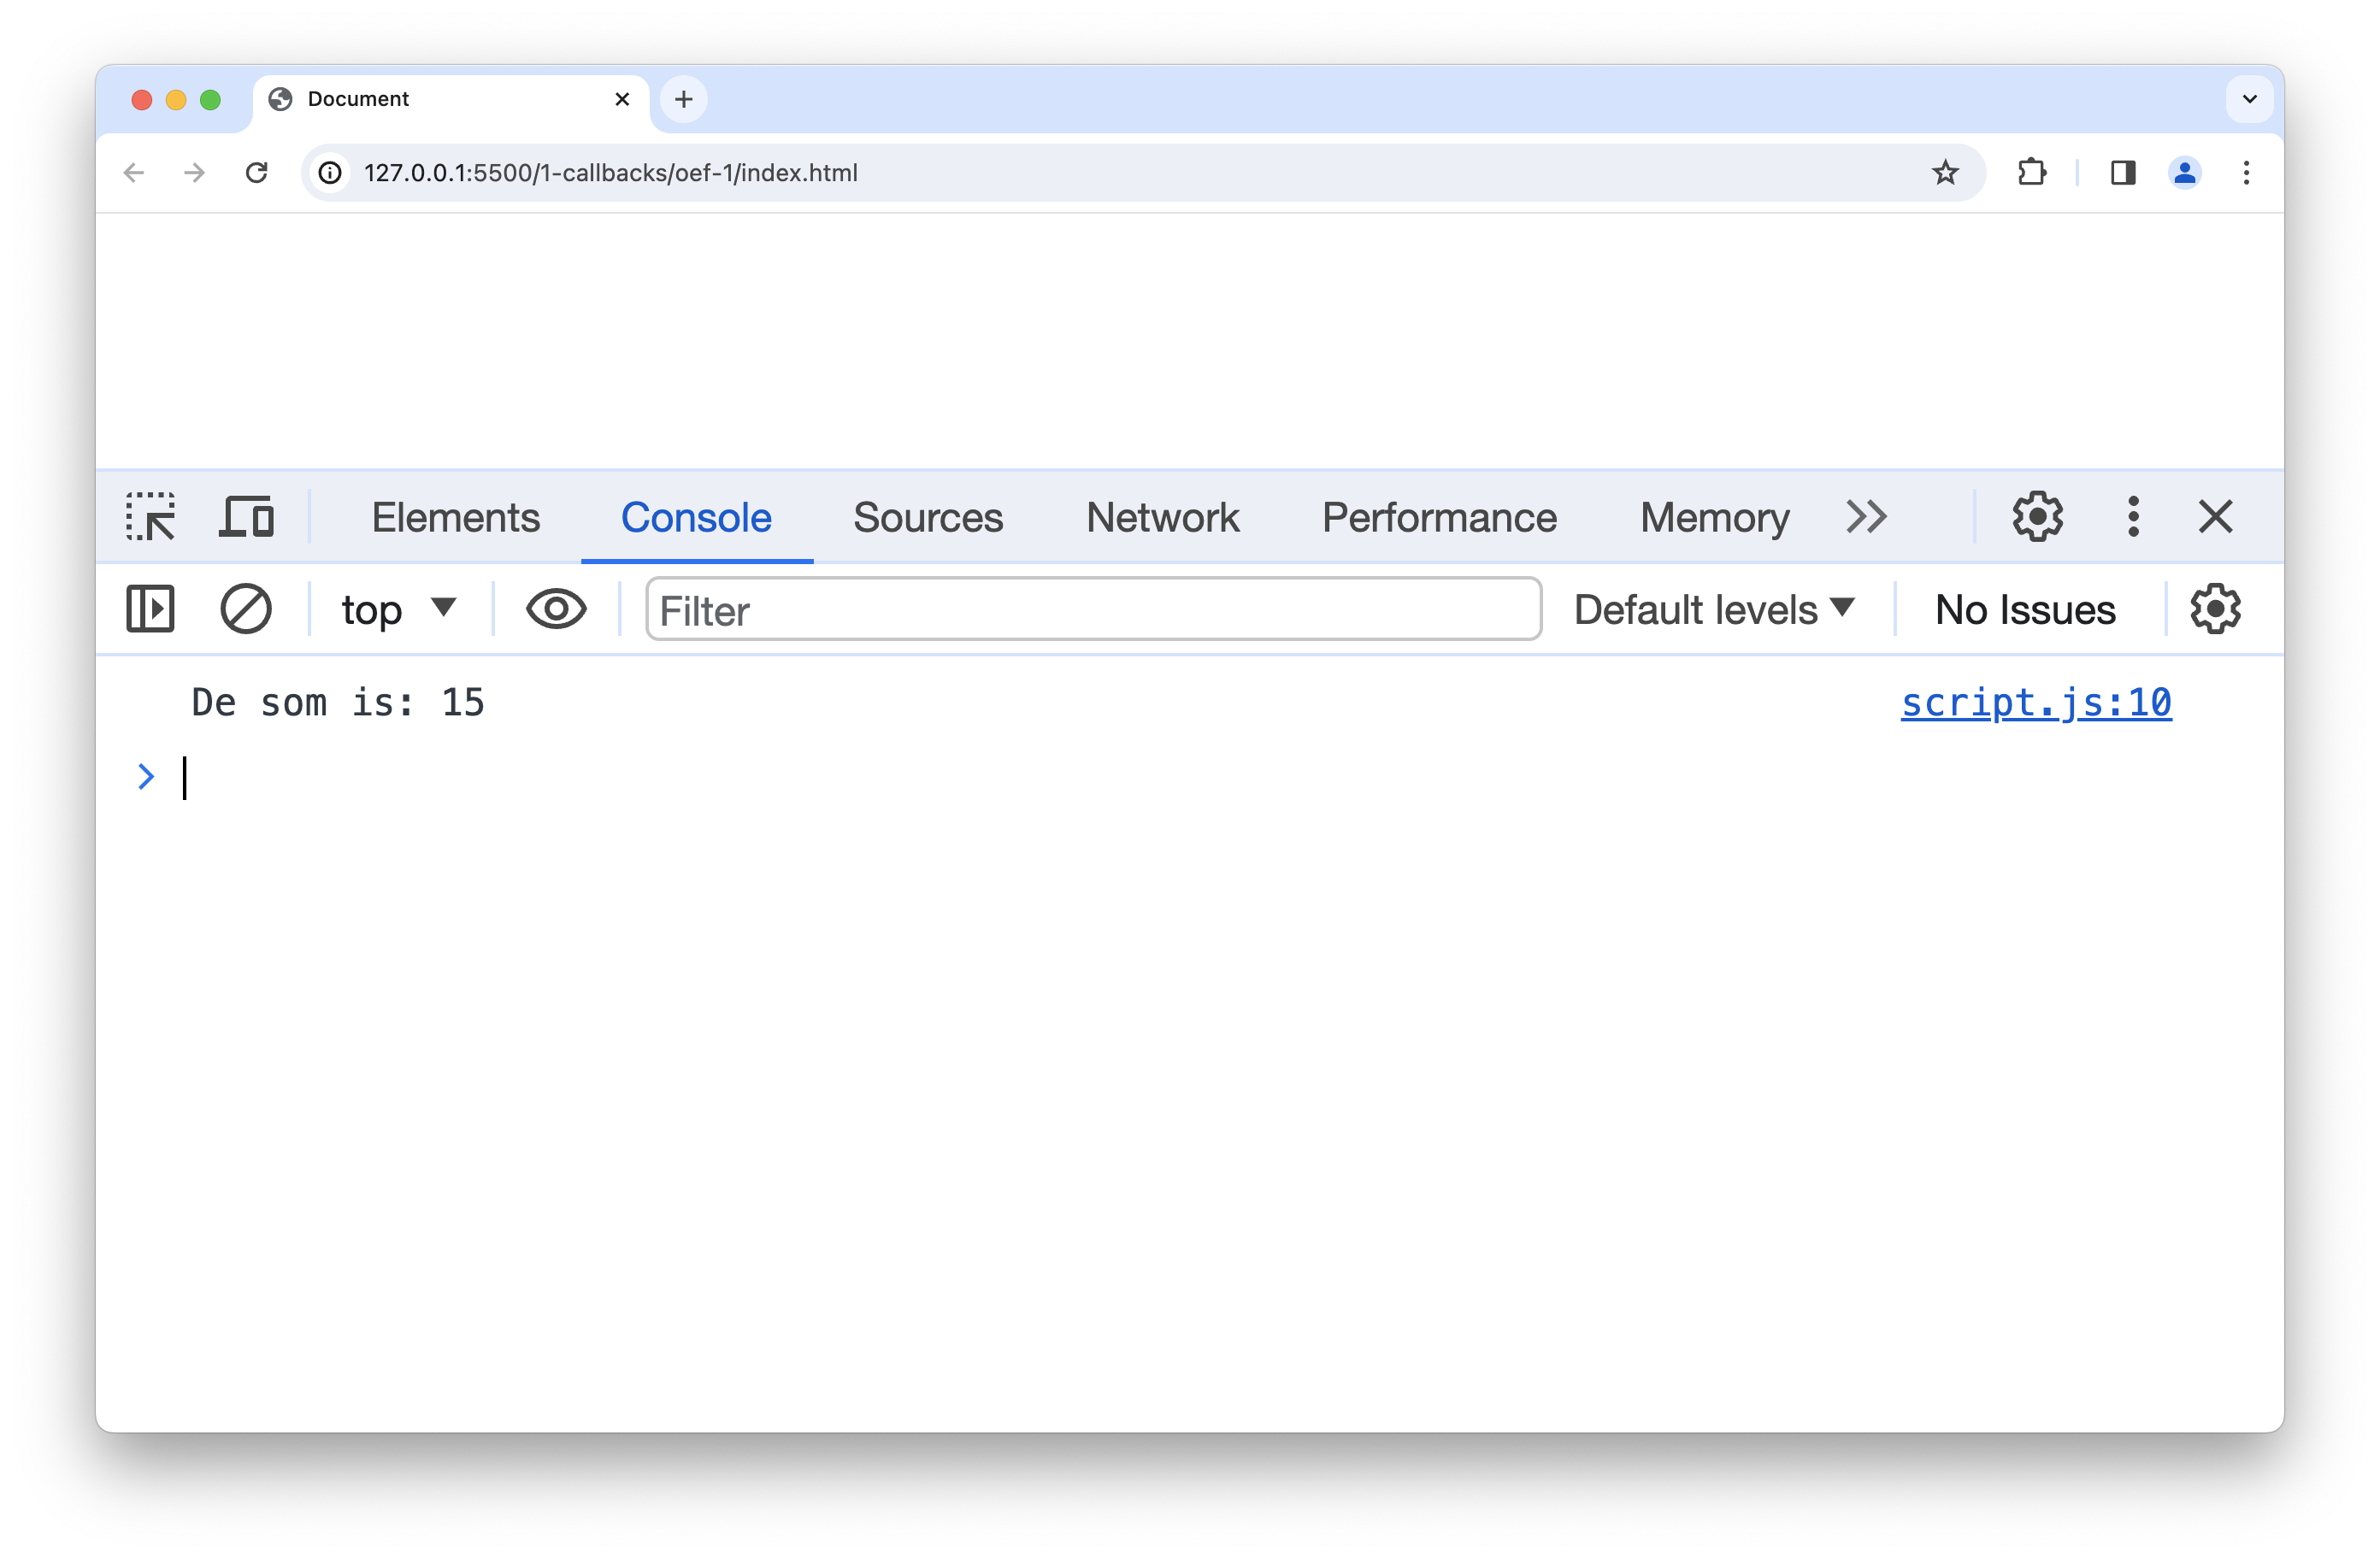 Document
127.0.0.1:5500/1-callbacks/oef-1/index.html
Elements Console Sources Network Performance Memory
top Filter Default levels No Issues
De som is: 15 script.js:10